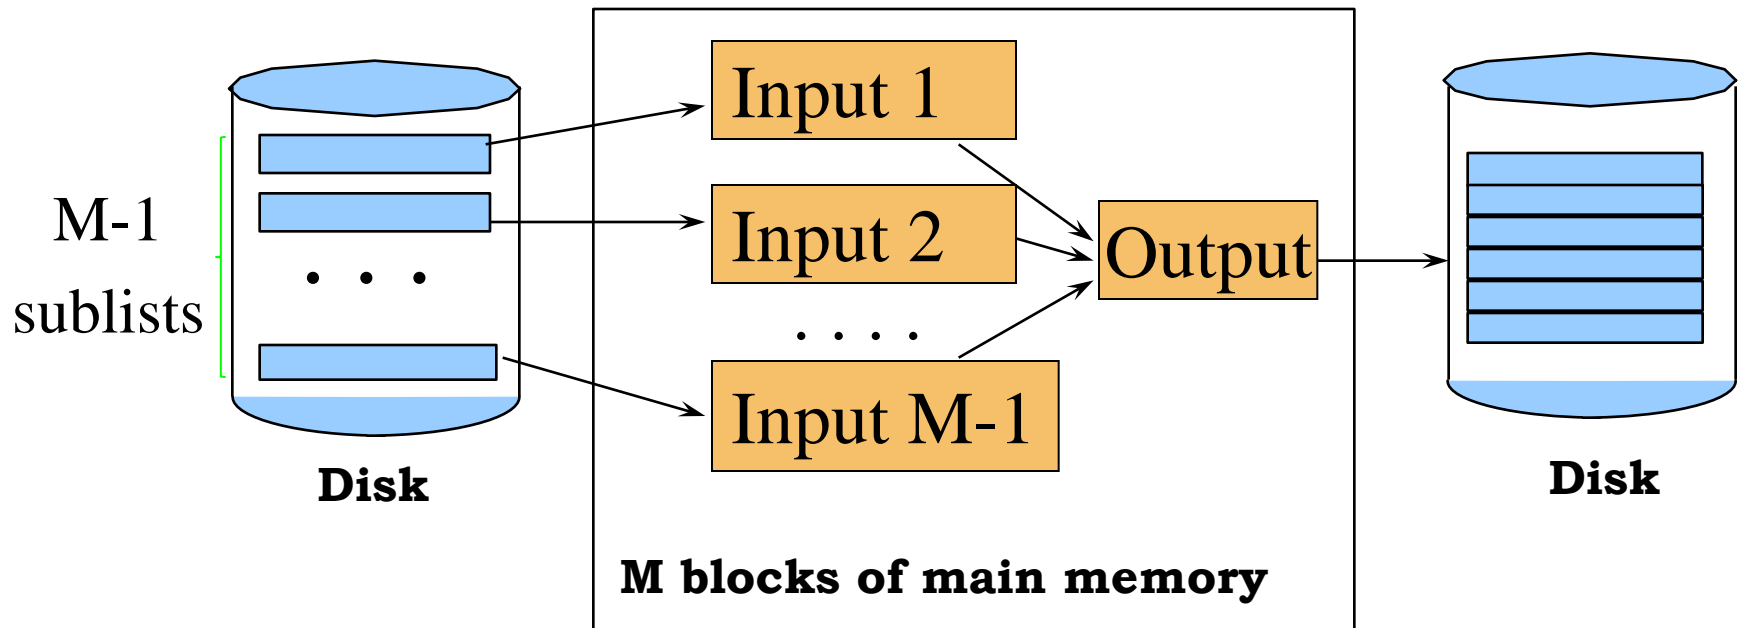 M-1
sublists
Disk
Input 1
Input 2
. . . .
Input M-1
Output
M blocks of main memory
Disk